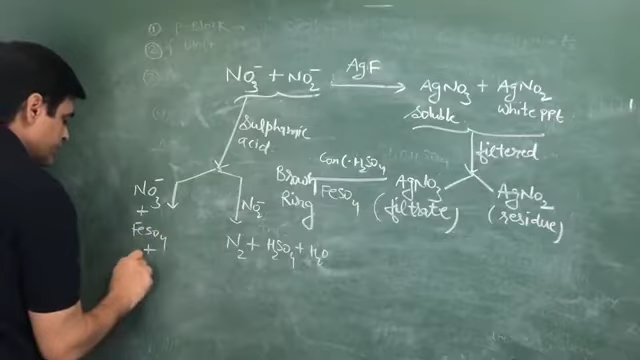 NO₃⁻ + NO₂⁻ AgF → AgNO₃ + AgNO₂
soluble white ppt
Sulphamic acid
filtered
AgNO₃ (filtrate)
AgNO₂ (residue)
Conc. H₂SO₄
FeSO₄
Brown Ring
NO₃⁻
+
FeSO₄
+
NO₂⁻
N₂ + H₂SO₄ + H₂O